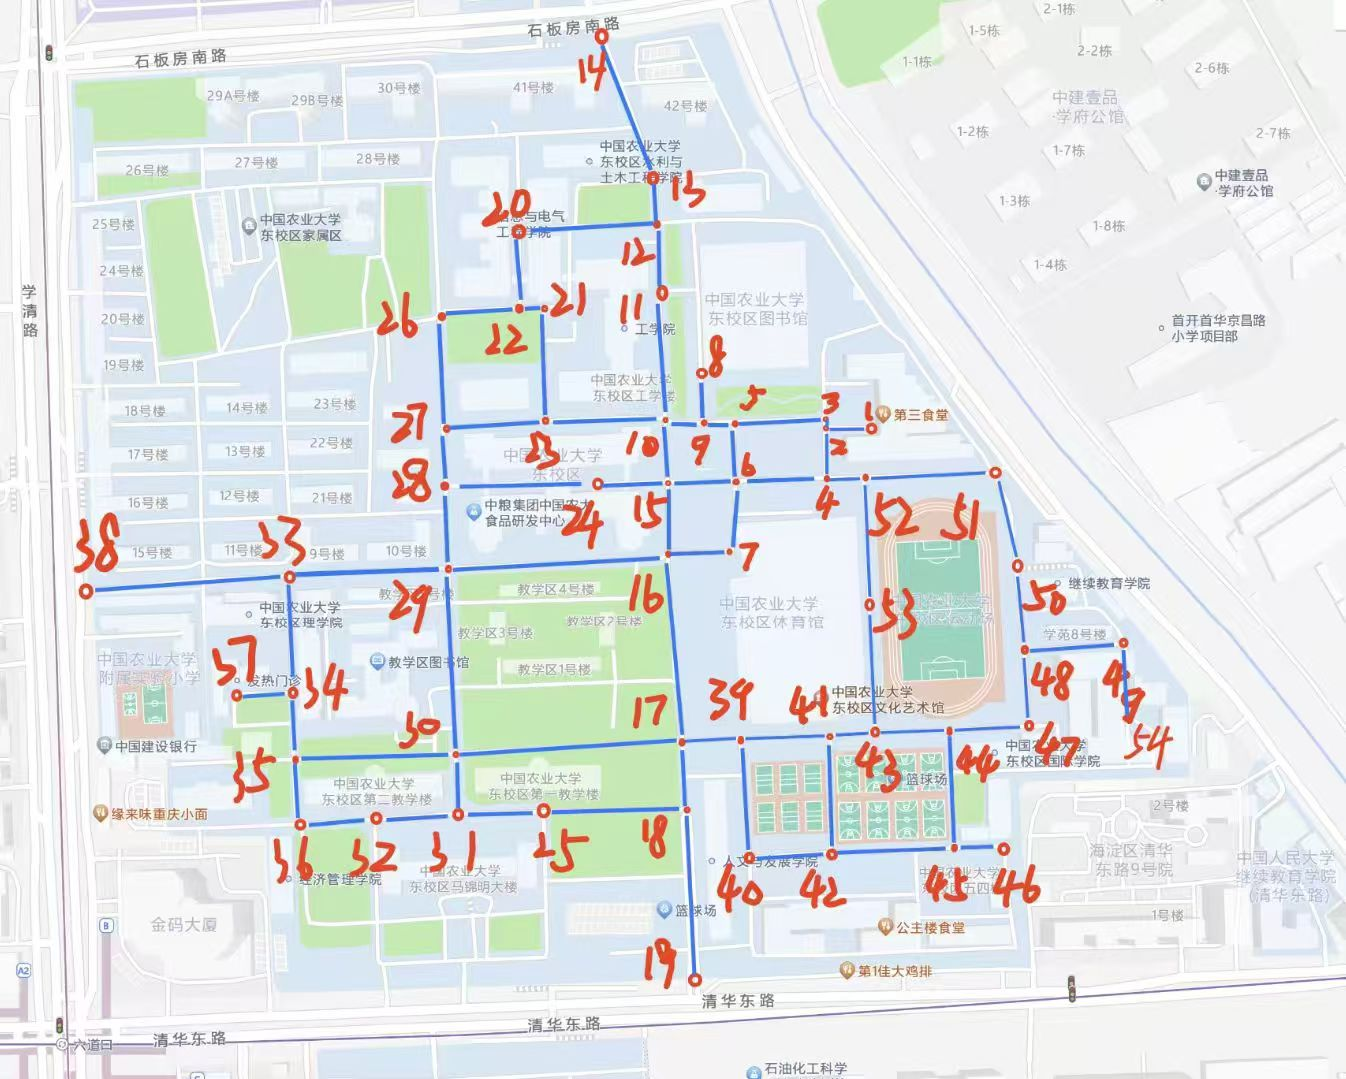 石板房南路
石板房南路
14
1-5栋
2-1栋
2-2栋
2-6栋
1-1栋
29A号楼
29B号楼
30号楼
41号楼
42号楼
中建壹品
·学府公馆
1-2栋
2-7栋
1-7栋
26号楼
27号楼
28号楼
中国农业大学
东校区水利与
土木工程学院
13
中建壹品
·学府公馆
1-3栋
1-8栋
1-4栋
25号楼
中国农业大学
东校区家属区
20
信息与电气
工程学院
12
24号楼
学清路
20号楼
26
22
21
11
工学院
中国农业大学
东校区图书馆
首开首华京昌路
小学项目部
19号楼
8
中国农业大学
东校区工学楼
18号楼
14号楼
23号楼
27
5
3
1
第三食堂
17号楼
13号楼
22号楼
23
中国农业大学
东校区
10
9
6
2
16号楼
12号楼
21号楼
28
中粮集团中国农大
食品研发中心
24
15
4
52
51
38
33
15号楼
11号楼
9号楼
10号楼
7
29
教学区4号楼
16
中国农业大学
东校区体育馆
53
50
继续教育学院
中国农业大学
东校区理学院
教学区3号楼
教学区2号楼
学苑8号楼
37
发热门诊
34
教学区图书馆
教学区1号楼
中国农业大学
附属实验小学
48
49
30
17
39
41
中国农业大学
东校区文化艺术馆
47
54
中国建设银行
35
中国农业大学
东校区第二教学楼
中国农业大学
东校区第一教学楼
43
篮球场
44
中国农业大学
东校区国际学院
缘来味重庆小面
36
32
31
25
18
2号楼
经济管理学院
中国农业大学
东校区马锦明大楼
人文与发展学院
40
42
45
46
海淀区清华
东路9号院
中国人民大学
继续教育学院
(清华东路)
B
金码大厦
篮球场
公主楼食堂
1号楼
A2
19
第1佳大鸡排
清华东路
清华东路
六道口
清华东路
石油化工科学